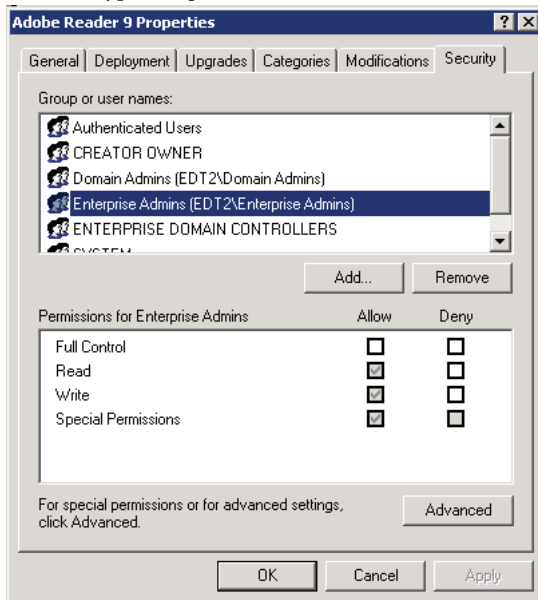 Adobe Reader 9 Properties
General Deployment Upgrades Categories Modifications Security
Group or user names:
Authenticated Users
CREATOR OWNER
Domain Admins (EDT2\Domain Admins)
Enterprise Admins (EDT2\Enterprise Admins)
ENTERPRISE DOMAIN CONTROLLERS
SYSTEM
Add... Remove
Permissions for Enterprise Admins Allow Deny
Full Control
Read
Write
Special Permissions
For special permissions or for advanced settings,
click Advanced.
Advanced
OK Cancel Apply